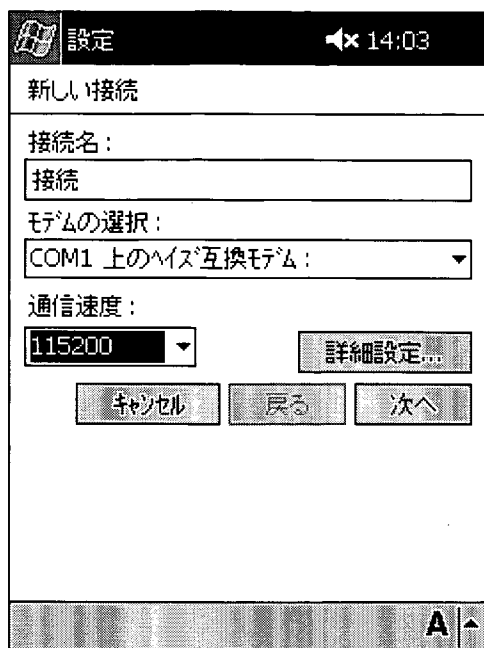 設定 14:03
新しい接続
接続名:
接続
モデムの選択:
COM1 上のヘイズ互換モデム:
通信速度:
115200
詳細設定...
キャンセル 戻る 次へ
A